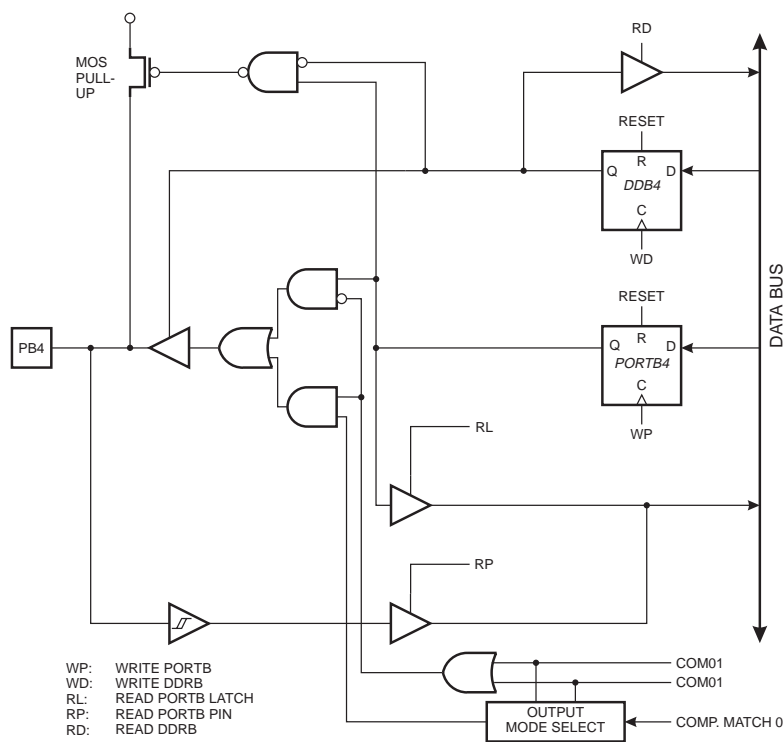 RD
MOS
PULL-
UP
RESET
R
Q
D
DDB4
C
WD
RESET
R
Q
D
PORTB4
C
WP
DATA BUS
PB4
RL
RP
WP: WRITE PORTB
WD: WRITE DDRB
RL: READ PORTB LATCH
RP: READ PORTB PIN
RD: READ DDRB
COM01
COM01
OUTPUT
MODE SELECT
COMP. MATCH 0